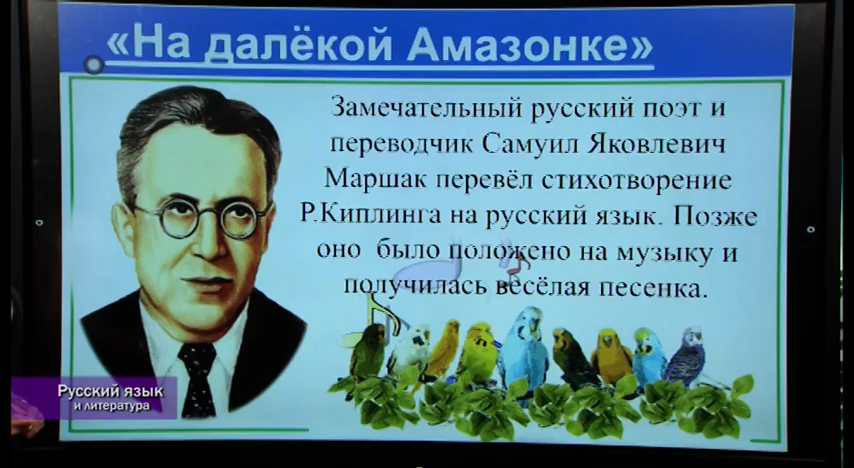 «На далёкой Амазонке»
Замечательный русский поэт и
переводчик Самуил Яковлевич
Маршак перевёл стихотворение
Р.Киплинга на русский язык. Позже
оно было положено на музыку и
получилась весёлая песенка.
Русский язык
и литература